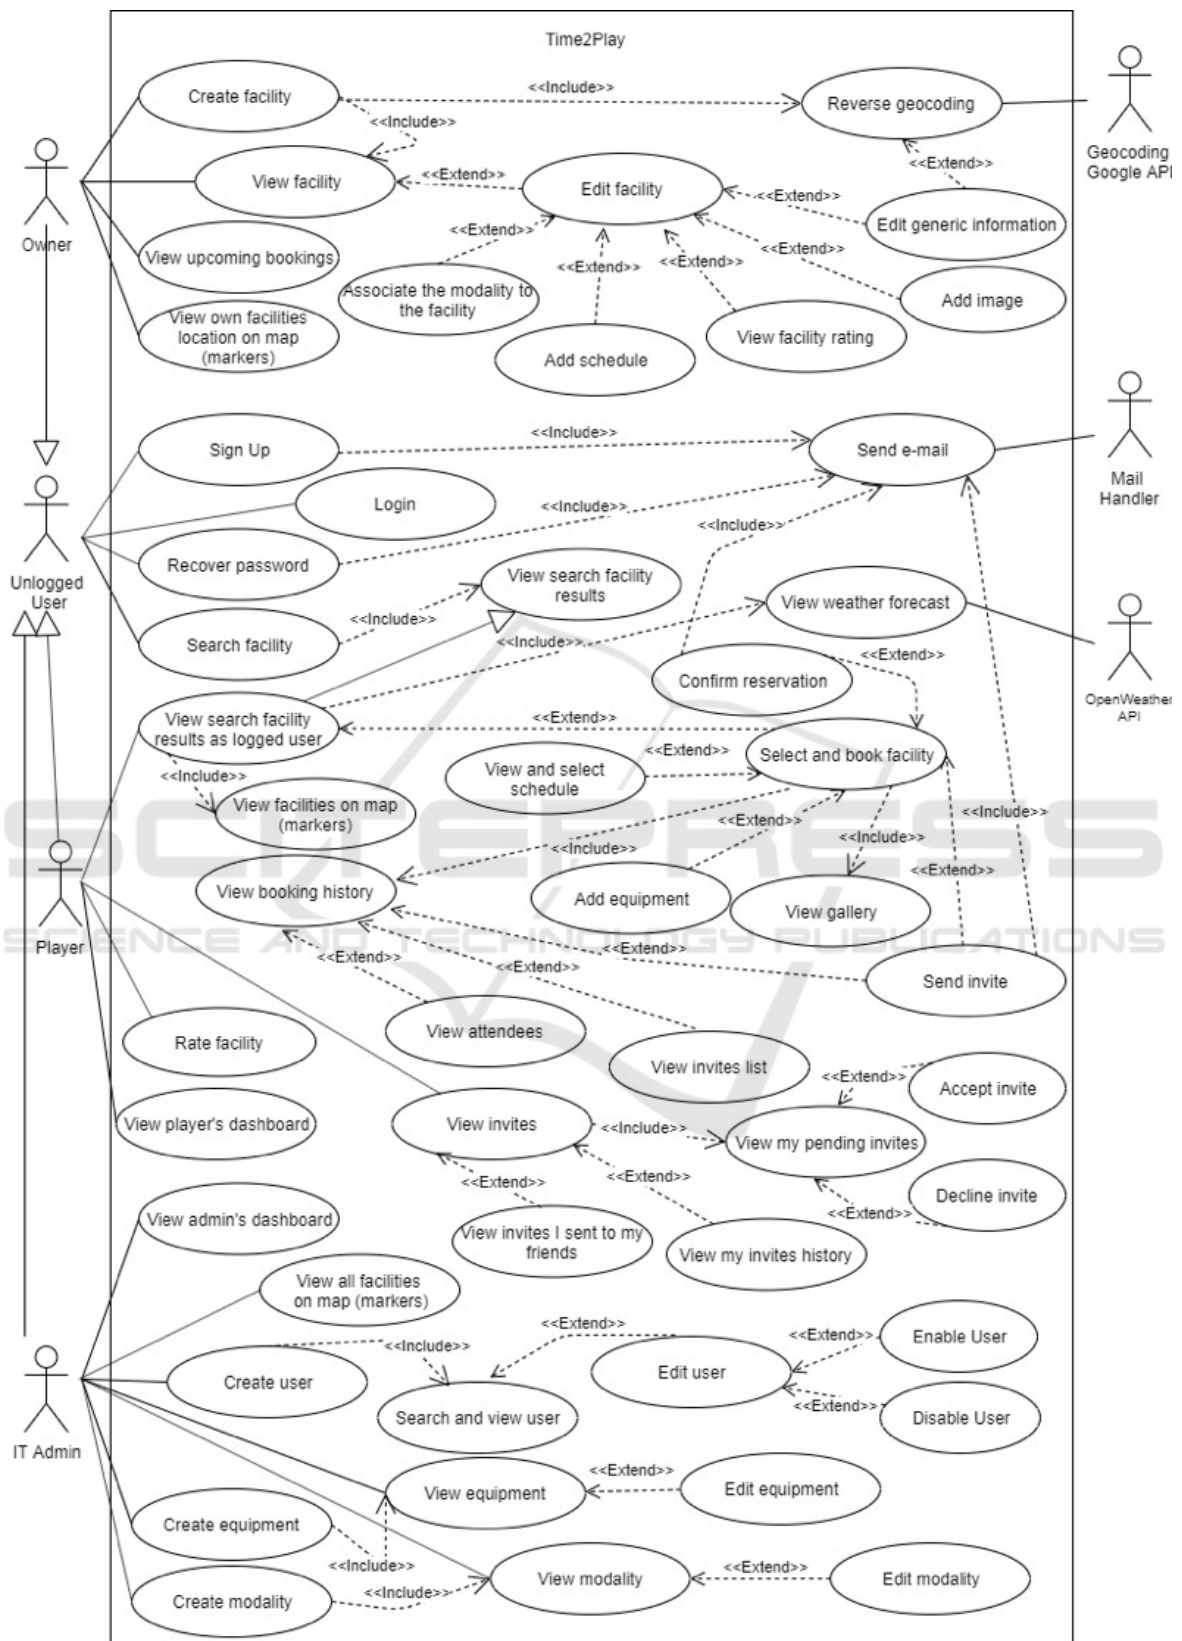 Time2Play
Create facility
<<Include>>
Reverse geocoding
<<Include>>
Geocoding
Google API
View facility
<<Extend>>
Edit facility
<<Extend>>
<<Extend>>
Edit generic information
Owner
<<Extend>>
View upcoming bookings
<<Extend>>
<<Extend>>
<<Extend>>
Associate the modality to
the facility
Add image
View own facilities
location on map
(markers)
View facility rating
Add schedule
Sign Up
<<Include>>
Send e-mail
Mail
Handler
Login
<<Include>>
<<Include>>
Recover password
Unlogged
User
View search facility
results
View weather forecast
<<Include>>
Search facility
<<Include>>
<<Extend>>
Confirm reservation
OpenWeather
API
View search facility
results as logged user
<<Extend>>
Select and book facility
<<Extend>>
View and select
schedule
<<Include>>
View facilities on map
(markers)
<<Extend>>
<<Include>>
<<Include>>
<<Include>>
SCITEPRESS
View booking history
Add equipment
<<Extend>>
View gallery
Player
SCIENCE AND TECHNOLOGY PUBLICATIONS
<<Extend>>
<<Extend>>
<<Extend>>
Send invite
View attendees
Rate facility
View invites list
<<Extend>>
Accept invite
View player's dashboard
View invites
<<Include>>
View my pending invites
<<Extend>>
<<Extend>>
Decline invite
<<Extend>>
View admin's dashboard
View invites I sent to my
friends
View my invites history
View all facilities
on map (markers)
<<Extend>>
<<Extend>>
Enable User
<<Include>>
Create user
Edit user
Search and view user
<<Extend>>
Disable User
IT Admin
<<Extend>>
View equipment
Edit equipment
Create equipment
<<Include>>
<<Extend>>
View modality
Edit modality
<<Include>>
Create modality